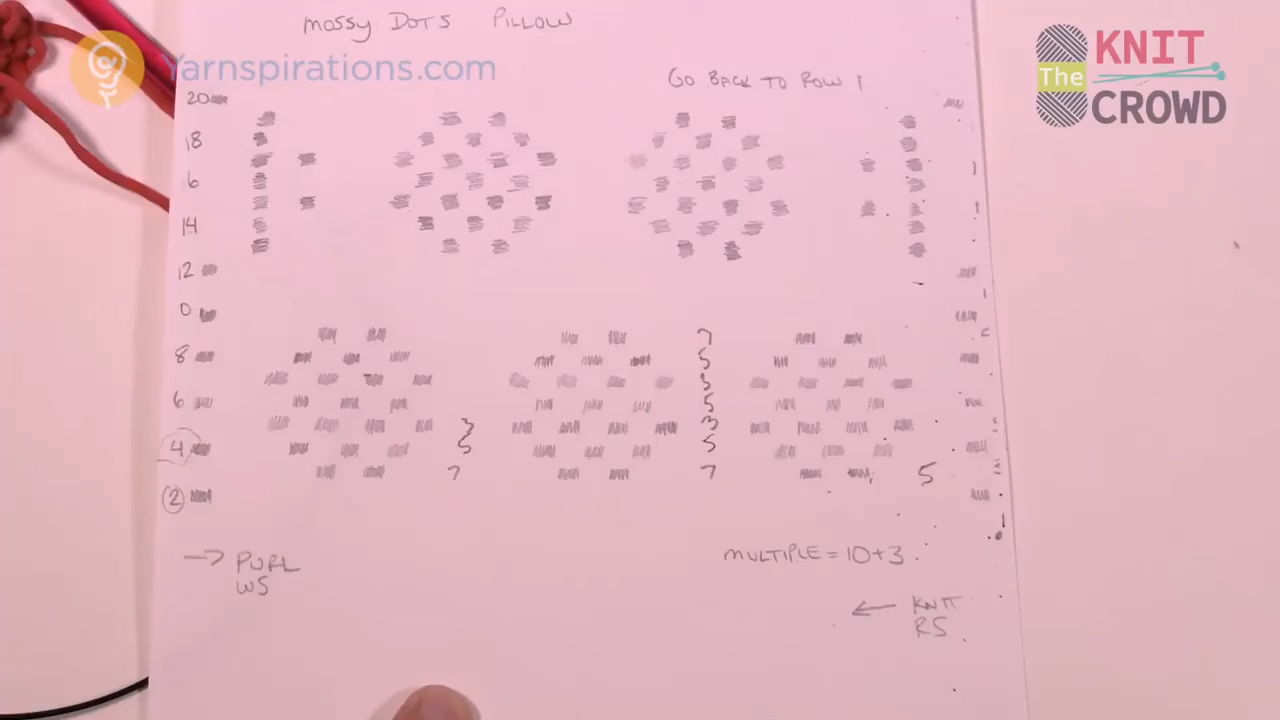 mossy DOTS PILLOW
KNIT
The
CROWD
Yarnspirations.com
GO BACK TO ROW 1
20
18
6
14
12
0
8 7
5
6 5
5
3 3
4 5 5
7 7 5
2
→ PURL
WS
MULTIPLE = 10+3
← KNIT
RS